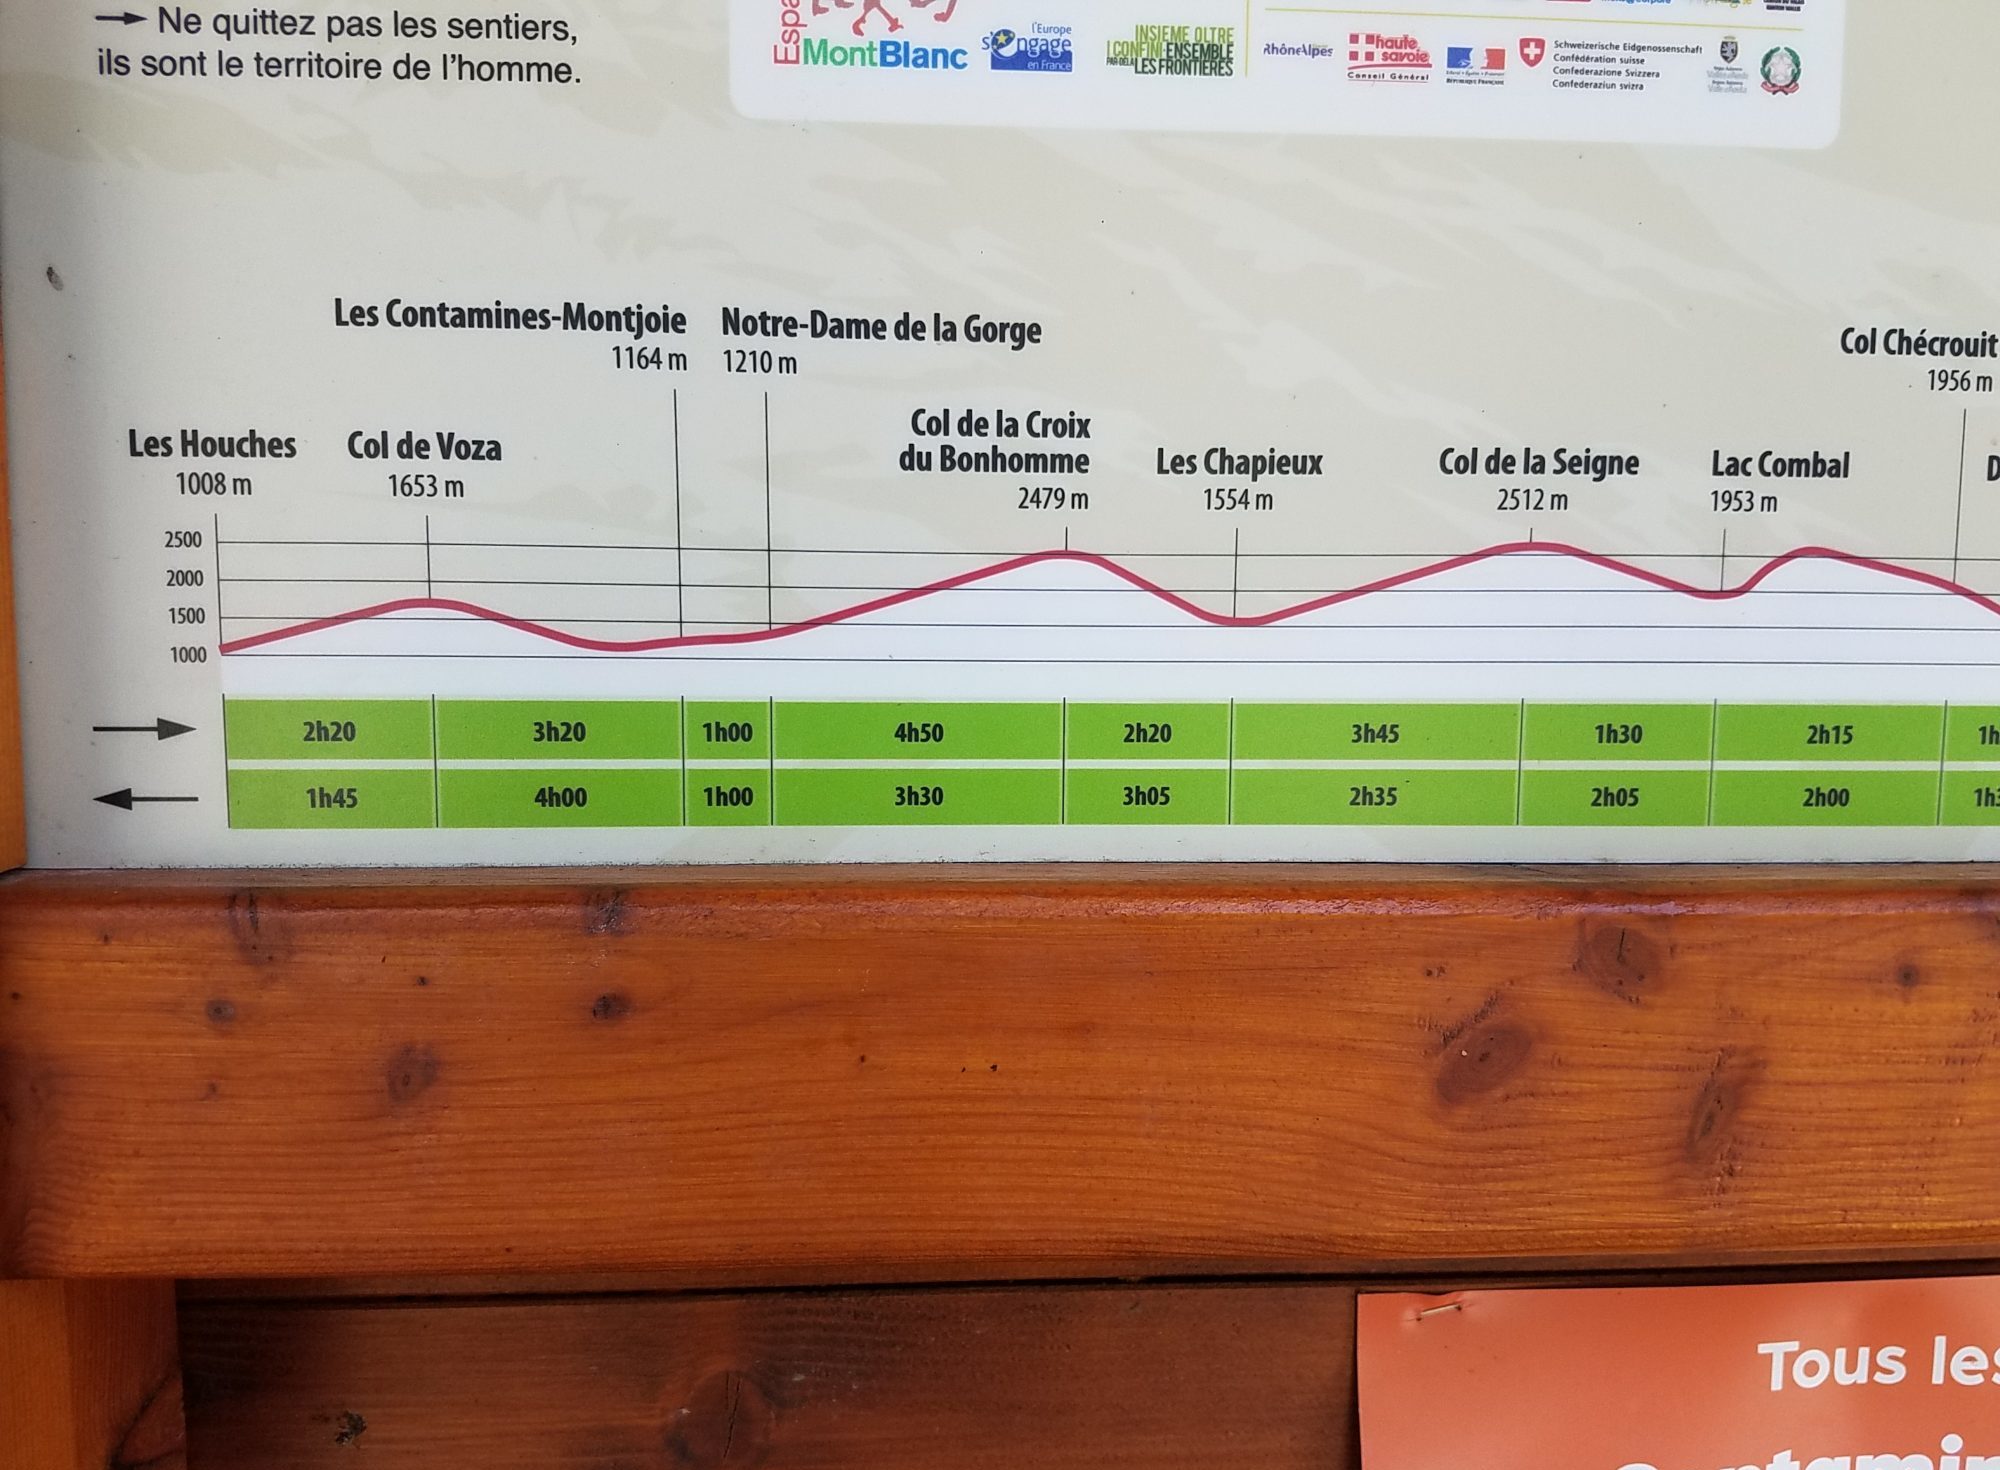 → Ne quittez pas les sentiers,
ils sont le territoire de l'homme.
Espa
MontBlanc
l'Europe
s'engage
en France
INSIEME OLTRE
I CONFINI·ENSEMBLE
PAR-DELÀ LES FRONTIÈRES
RhôneAlpes
haute
savoie
Conseil Général
Schweizerische Eidgenossenschaft
Confédération suisse
Confederazione Svizzera
Confederaziun svizra
Les Contamines-Montjoie
1164 m
Notre-Dame de la Gorge
1210 m
Col Chécrouit
1956 m
Les Houches
1008 m
Col de Voza
1653 m
Col de la Croix
du Bonhomme
2479 m
Les Chapieux
1554 m
Col de la Seigne
2512 m
Lac Combal
1953 m
D
2500
2000
1500
1000
→ 2h20 3h20 1h00 4h50 2h20 3h45 1h30 2h15 1h
← 1h45 4h00 1h00 3h30 3h05 2h35 2h05 2h00 1h3
Tous les